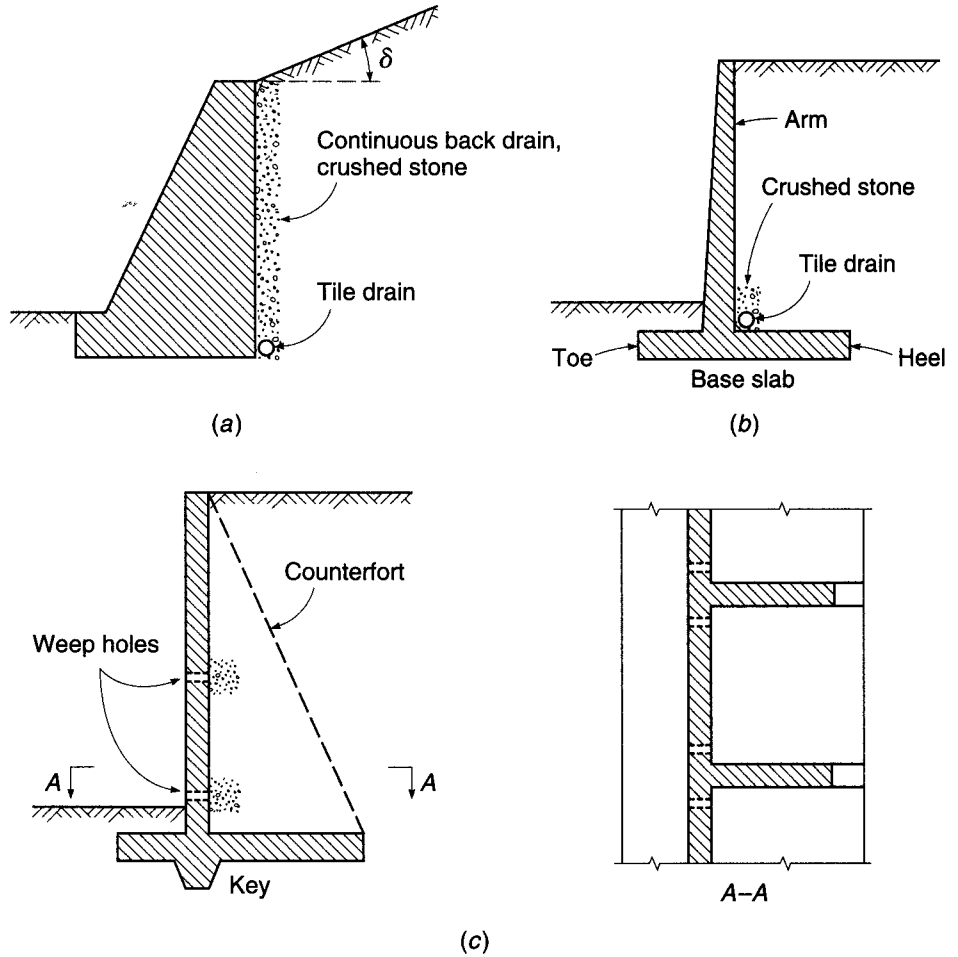 δ
Continuous back drain,
crushed stone
Tile drain
(a)
Arm
Crushed stone
Tile drain
Toe
Heel
Base slab
(b)
Counterfort
Weep holes
A
A
Key
A–A
(c)